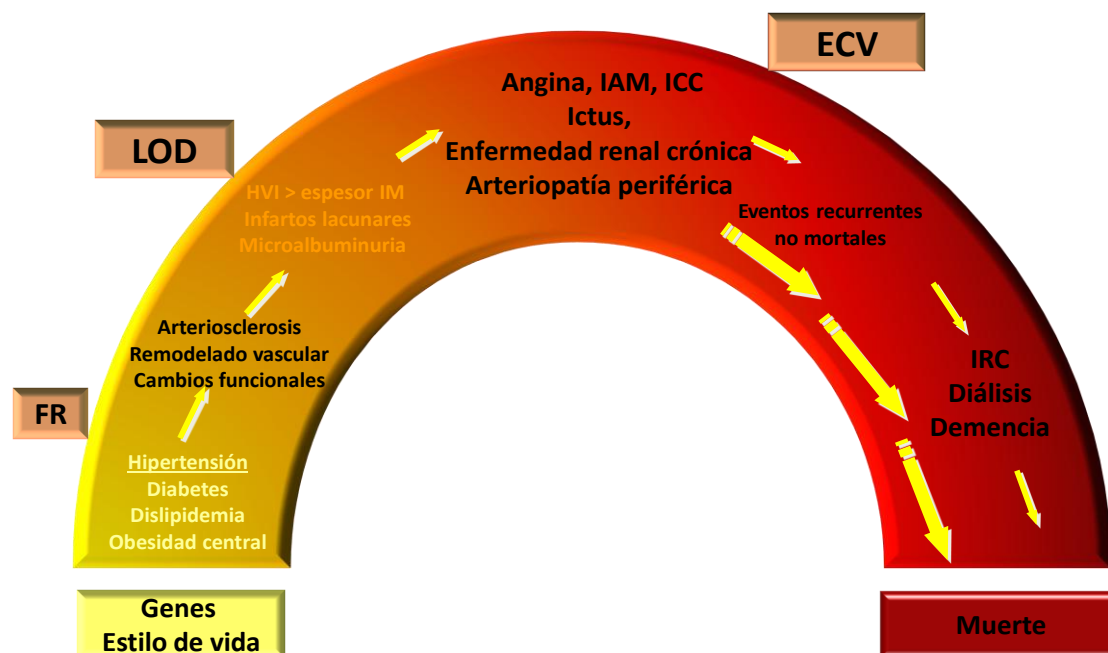 ECV
Angina, IAM, ICC
Ictus,
Enfermedad renal crónica
Arteriopatía periférica
LOD
HVI > espesor IM
Infartos lacunares
Microalbuminuria
Eventos recurrentes
no mortales
Arteriosclerosis
Remodelado vascular
Cambios funcionales
IRC
Diálisis
Demencia
FR
Hipertensión
Diabetes
Dislipidemia
Obesidad central
Genes
Estilo de vida
Muerte